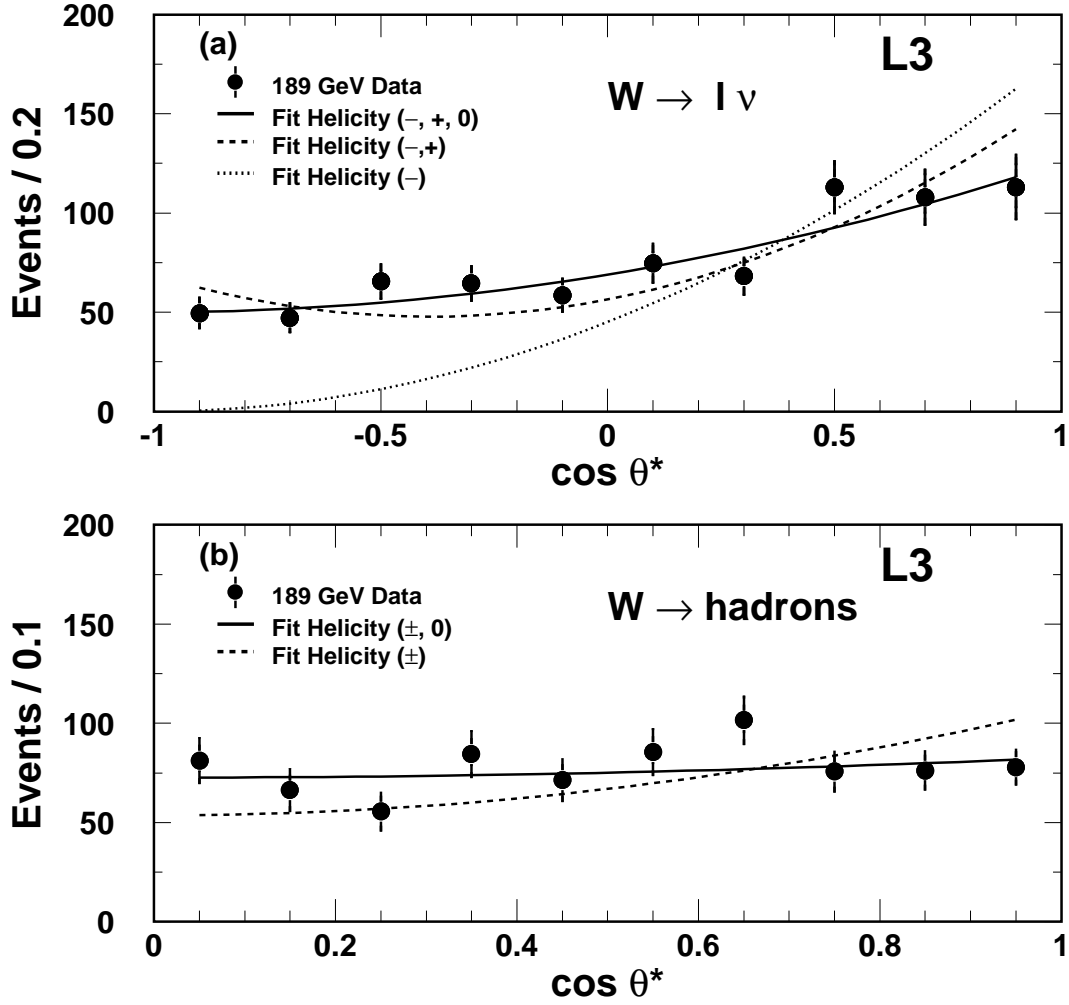 (a)
L3
189 GeV Data
W → l ν
Fit Helicity (−, +, 0)
Fit Helicity (−,+)
Fit Helicity (−)
Events / 0.2
200
150
100
50
0
-1 -0.5 0 0.5 1
cos θ*
(b)
L3
189 GeV Data
W → hadrons
Fit Helicity (±, 0)
Fit Helicity (±)
Events / 0.1
200
150
100
50
0
0 0.2 0.4 0.6 0.8 1
cos θ*